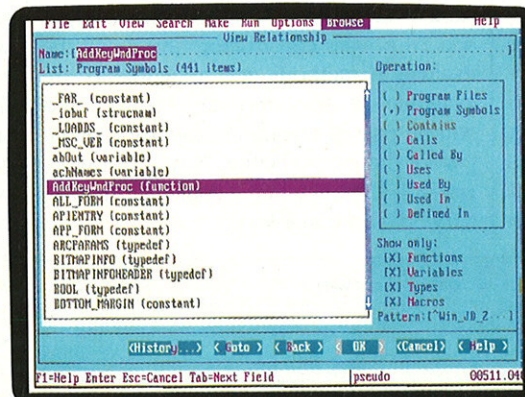 File Edit View Search Make Run Options Browse Help
View Relationship
Name:[AddKeyWndProc]
List: Program Symbols (441 items)
_FAR_ (constant)
_iobuf (strucnam)
_LOADDS_ (constant)
_MSC_VER (constant)
abOut (variable)
achNames (variable)
AddKeyWndProc (function)
ALL_FORM (constant)
APIENTRY (constant)
APP_FORM (constant)
ARCPARAMS (typedef)
BITMAPINFO (typedef)
BITMAPINFOHEADER (typedef)
BOOL (typedef)
BOTTOM_MARGIN (constant)
Operation:
( ) Program Files
(•) Program Symbols
( ) Contains
( ) Calls
( ) Called By
( ) Uses
( ) Used By
( ) Used In
( ) Defined In
Show only:
[X] Functions
[X] Variables
[X] Types
[X] Macros
Pattern:[^Win_JD_2...]
<History...> < Goto > < Back > < OK > <Cancel> < Help >
F1=Help Enter Esc=Cancel Tab=Next Field pseudo 00511.04